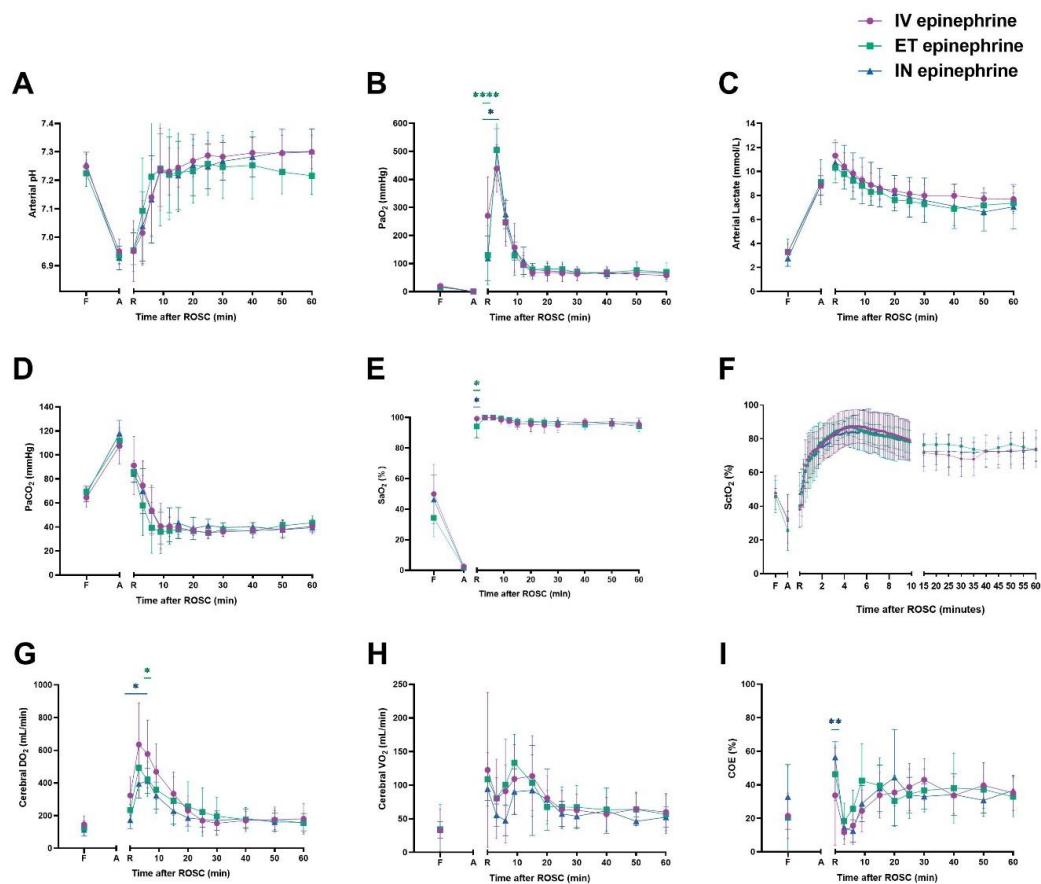 IV epinephrine
ET epinephrine
IN epinephrine
A
Arterial pH
7.4
7.3
7.2
7.1
7.0
6.9
F A R 10 20 30 40 50 60
Time after ROSC (min)
B
****
*
PaO2 (mmHg)
600
500
400
300
200
100
0
F A R 10 20 30 40 50 60
Time after ROSC (min)
C
Arterial Lactate (mmol/L)
14
12
10
8
6
4
2
0
F A R 10 20 30 40 50 60
Time after ROSC (min)
D
PaCO2 (mmHg)
140
120
100
80
60
40
20
0
F A R 10 20 30 40 50 60
Time after ROSC (min)
E
*
*
SaO2 (%)
100
80
60
40
20
0
F A R 10 20 30 40 50 60
Time after ROSC (min)
F
SctO2 (%)
100
80
60
40
20
0
F A R 2 4 6 8 10 15 20 25 30 35 40 45 50 55 60
Time after ROSC (minutes)
G
*
*
Cerebral DO2 (mL/min)
1000
800
600
400
200
0
F A R 10 20 30 40 50 60
Time after ROSC (min)
H
Cerebral VO2 (mL/min)
250
200
150
100
50
0
F A R 10 20 30 40 50 60
Time after ROSC (min)
I
**
COE (%)
100
80
60
40
20
0
F A R 10 20 30 40 50 60
Time after ROSC (min)